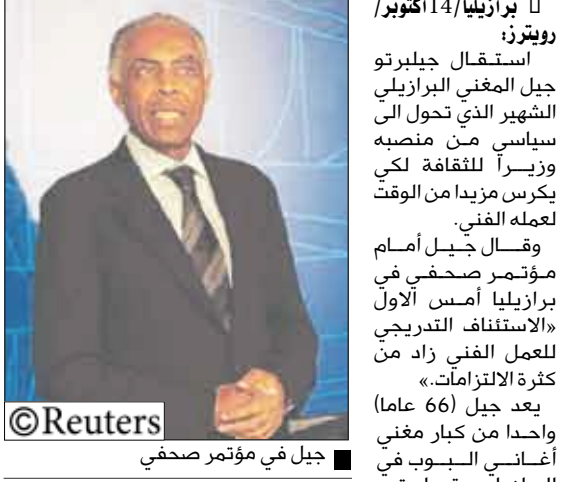 برازيليا/14أكتوبر/
رويترز:
استقال جيلبرتو
جيل المغني البرازيلي
الشهير الذي تحول الى
سياسي من منصبه
وزيرا للثقافة لكي
يكرس مزيدا من الوقت
لعمله الفني.
وقال جيل أمام
مؤتمر صحفي في
برازيليا أمس الاول
«الاستئناف التدريجي
للعمل الفني زاد من
كثرة الالتزامات.»
يعد جيل (66 عاما)
واحدا من كبار مغني
أغاني البوب في
©Reuters
جيل في مؤتمر صحفي